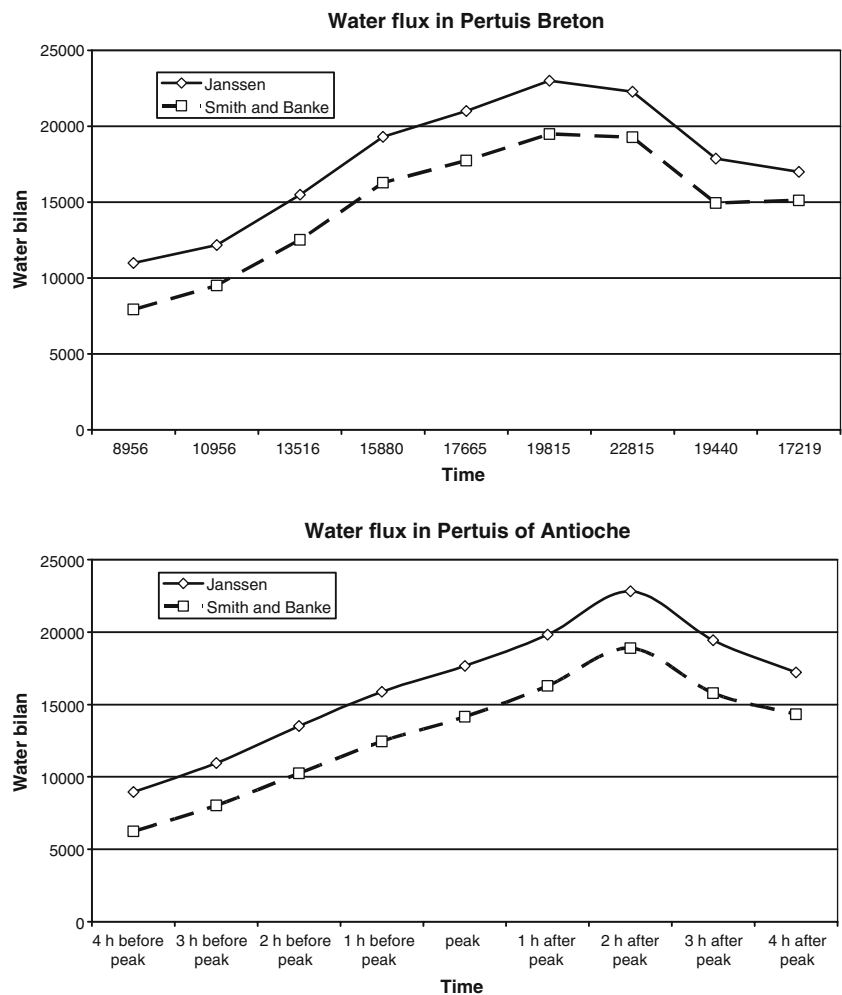 Water flux in Pertuis Breton
25000
20000
15000
10000
5000
0
Water bilan
Janssen
Smith and Banke
8956 10956 13516 15880 17665 19815 22815 19440 17219
Time
Water flux in Pertuis of Antioche
25000
20000
15000
10000
5000
0
Water bilan
Janssen
Smith and Banke
4 h before peak 3 h before peak 2 h before peak 1 h before peak peak 1 h after peak 2 h after peak 3 h after peak 4 h after peak
Time